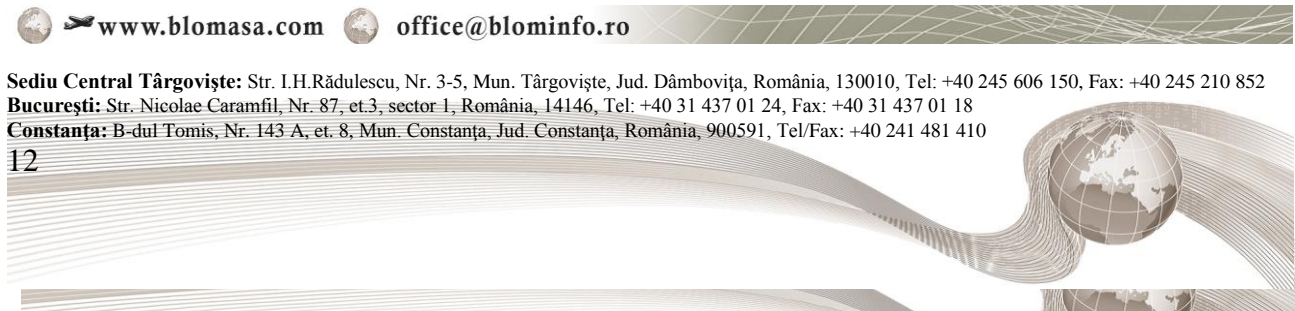 www.blomasa.com office@blominfo.ro
Sediu Central Târgovişte: Str. I.H.Rădulescu, Nr. 3-5, Mun. Târgovişte, Jud. Dâmboviţa, România, 130010, Tel: +40 245 606 150, Fax: +40 245 210 852
Bucureşti: Str. Nicolae Caramfil, Nr. 87, et.3, sector 1, România, 14146, Tel: +40 31 437 01 24, Fax: +40 31 437 01 18
Constanţa: B-dul Tomis, Nr. 143 A, et. 8, Mun. Constanţa, Jud. Constanţa, România, 900591, Tel/Fax: +40 241 481 410
12